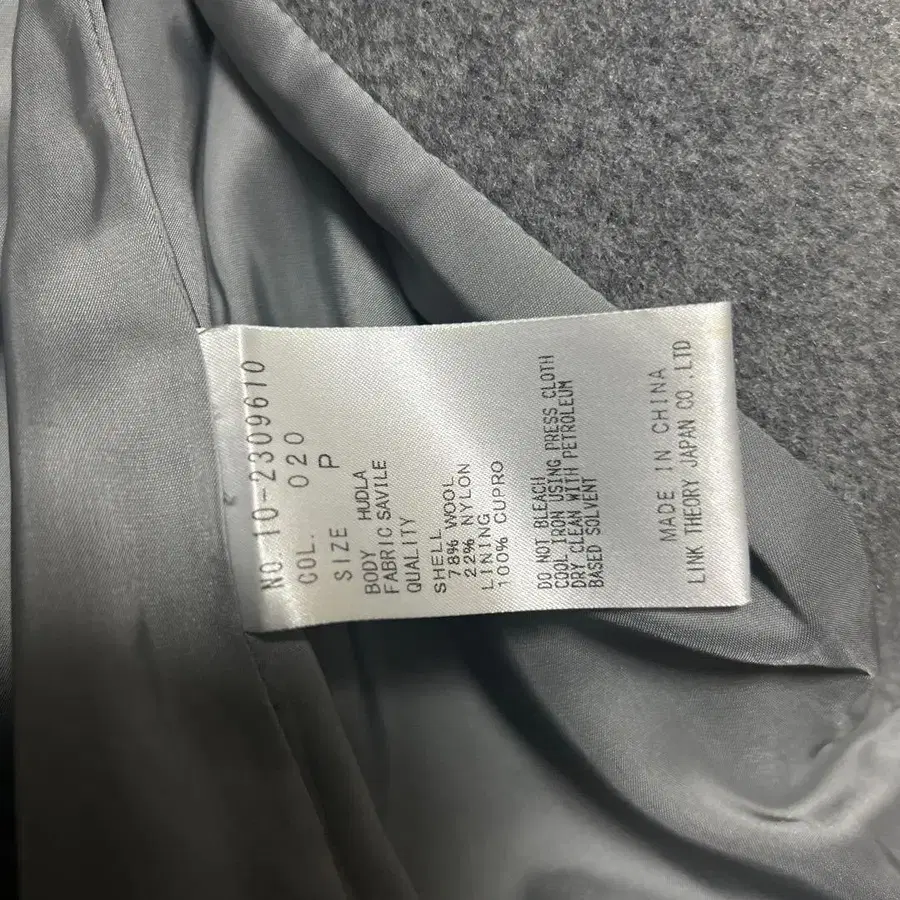 NO. 10-2309610
COL. 020
SIZE P
BODY HUDLA
FABRIC SAVILE
QUALITY
SHELL
78% WOOL
22% NYLON
LINING
100% CUPRO
DO NOT BLEACH
COOL IRON USING PRESS CLOTH
DRY CLEAN WITH PETROLEUM
BASED SOLVENT
MADE IN CHINA
LINK THEORY JAPAN CO.,LTD